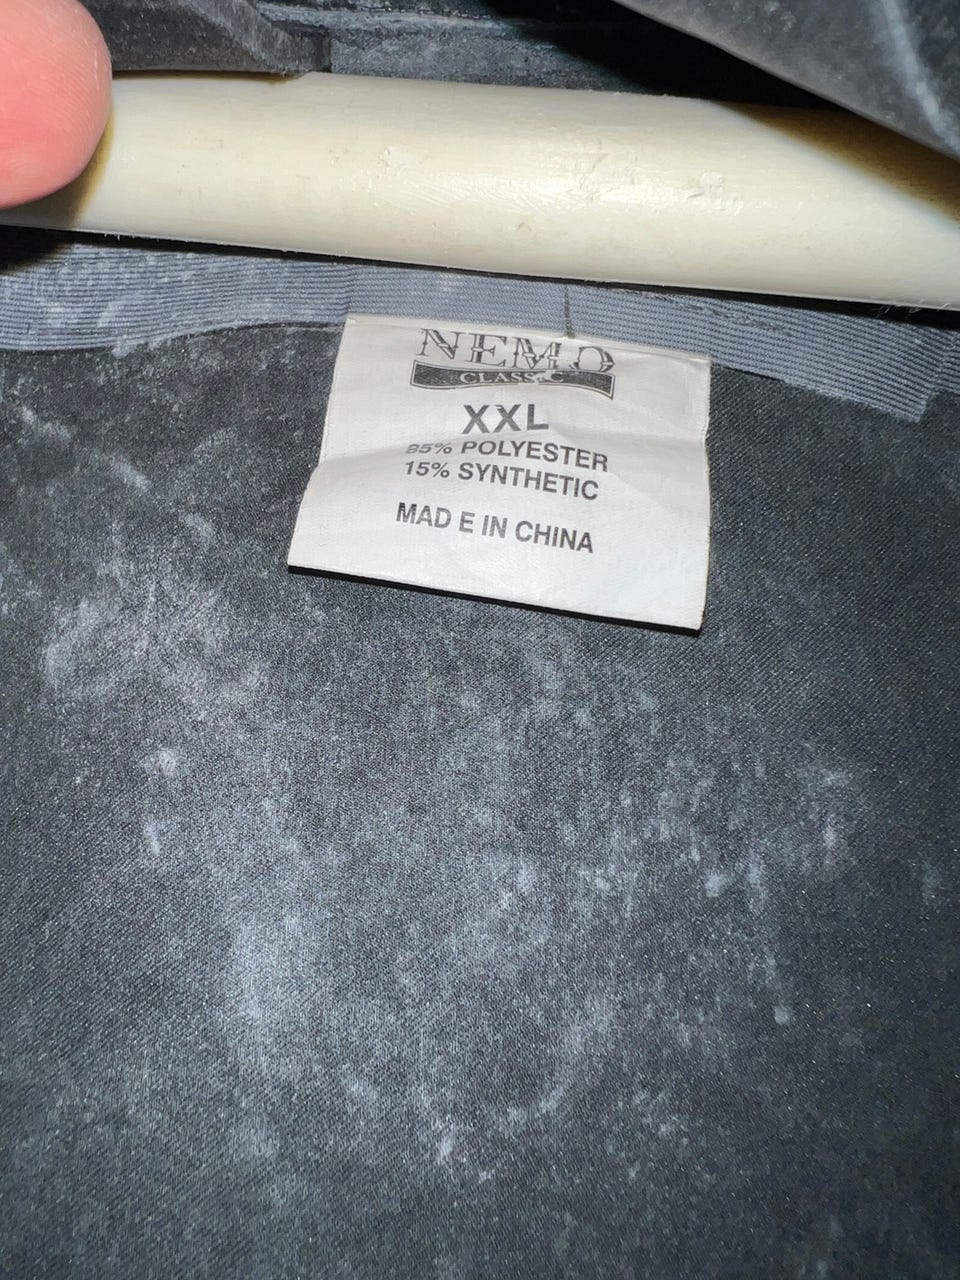 NEMO
CLASSIC
XXL
85% POLYESTER
15% SYNTHETIC
MAD E IN CHINA